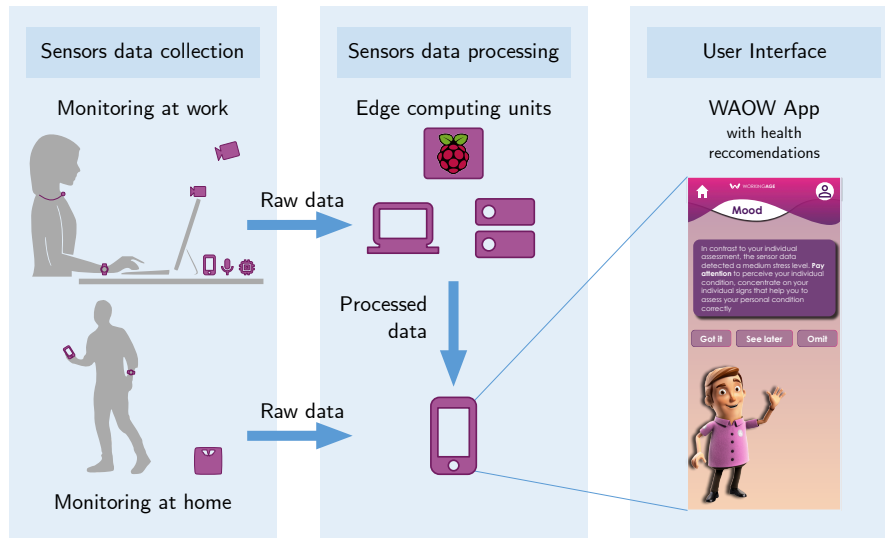 Sensors data collection
Monitoring at work
Raw data
Raw data
Monitoring at home
Sensors data processing
Edge computing units
Processed
data
User Interface
WAOW App
with health
reccomendations
WORKINGAGE
Mood
In contrast to your individual
assessment, the sensor data
detected a medium stress level. Pay
attention to perceive your individual
condition, concentrate on your
individual signs that help you to
assess your personal condition
correctly
Got it
See later
Omit